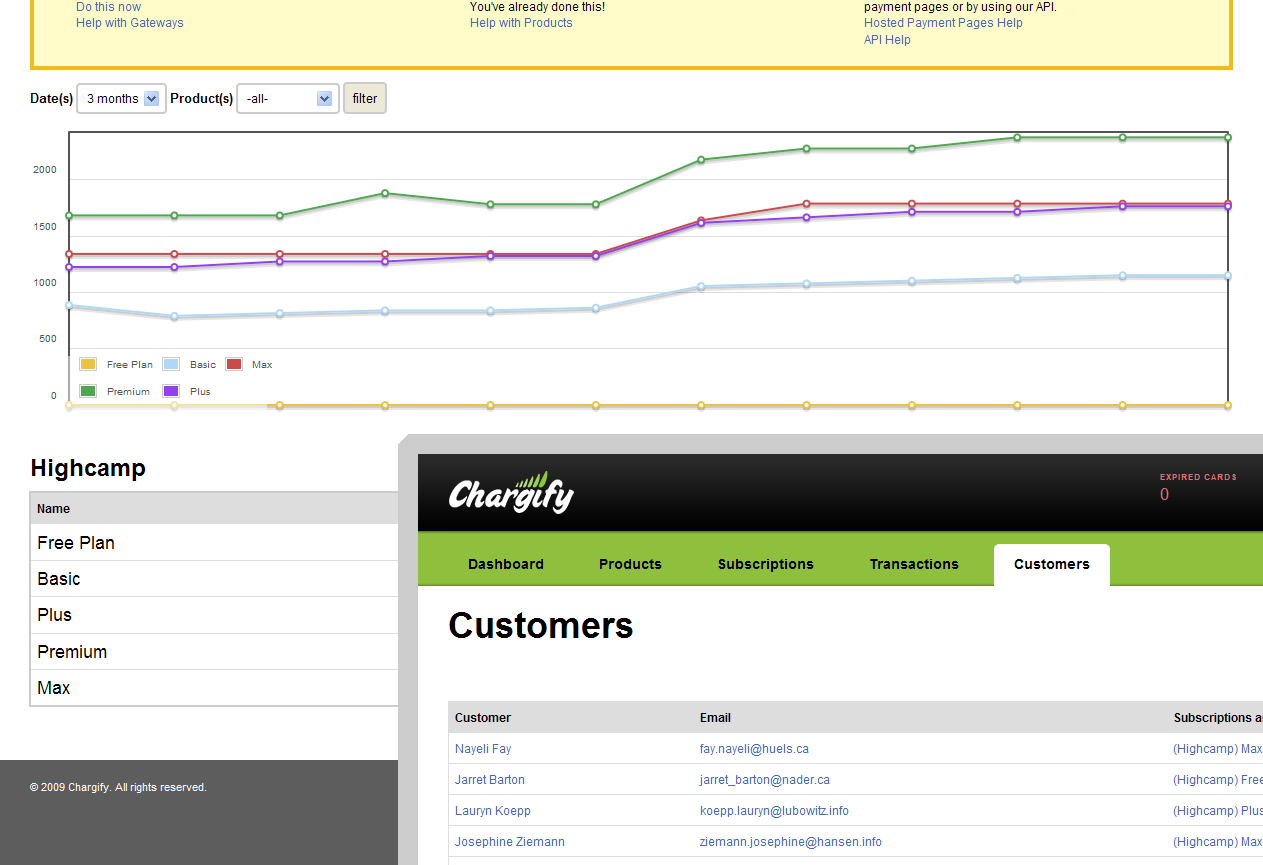 Do this now
Help with Gateways
You've already done this!
Help with Products
payment pages or by using our API.
Hosted Payment Pages Help
API Help
Date(s) 3 months Product(s) -all- filter
2000
1500
1000
500
0
Free Plan Basic Max
Premium Plus
Highcamp
Name
Free Plan
Basic
Plus
Premium
Max
© 2009 Chargify. All rights reserved.
Chargify
EXPIRED CARDS
0
Dashboard Products Subscriptions Transactions Customers
Customers
Customer Email Subscriptions a
Nayeli Fay fay.nayeli@huels.ca (Highcamp) Max
Jarret Barton jarret_barton@nader.ca (Highcamp) Free
Lauryn Koepp koepp.lauryn@lubowitz.info (Highcamp) Plus
Josephine Ziemann ziemann.josephine@hansen.info (Highcamp) Max